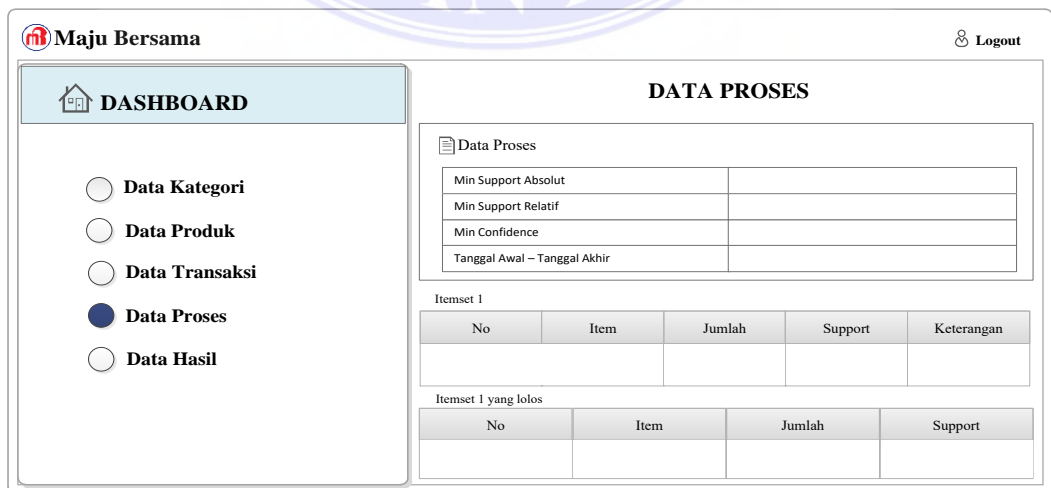 Maju Bersama
Logout
DASHBOARD
Data Kategori
Data Produk
Data Transaksi
Data Proses
Data Hasil
DATA PROSES
Data Proses
Min Support Absolut
Min Support Relatif
Min Confidence
Tanggal Awal – Tanggal Akhir
Itemset 1
No Item Jumlah Support Keterangan
Itemset 1 yang lolos
No Item Jumlah Support